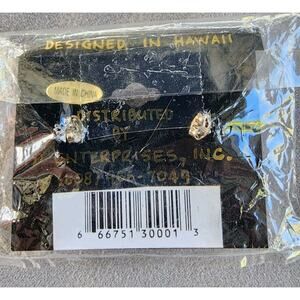 DESIGNED IN HAWAII
MADE IN CHINA
DISTRIBUTED
BY
ENTERPRISES, INC.
6 66751 30001 3